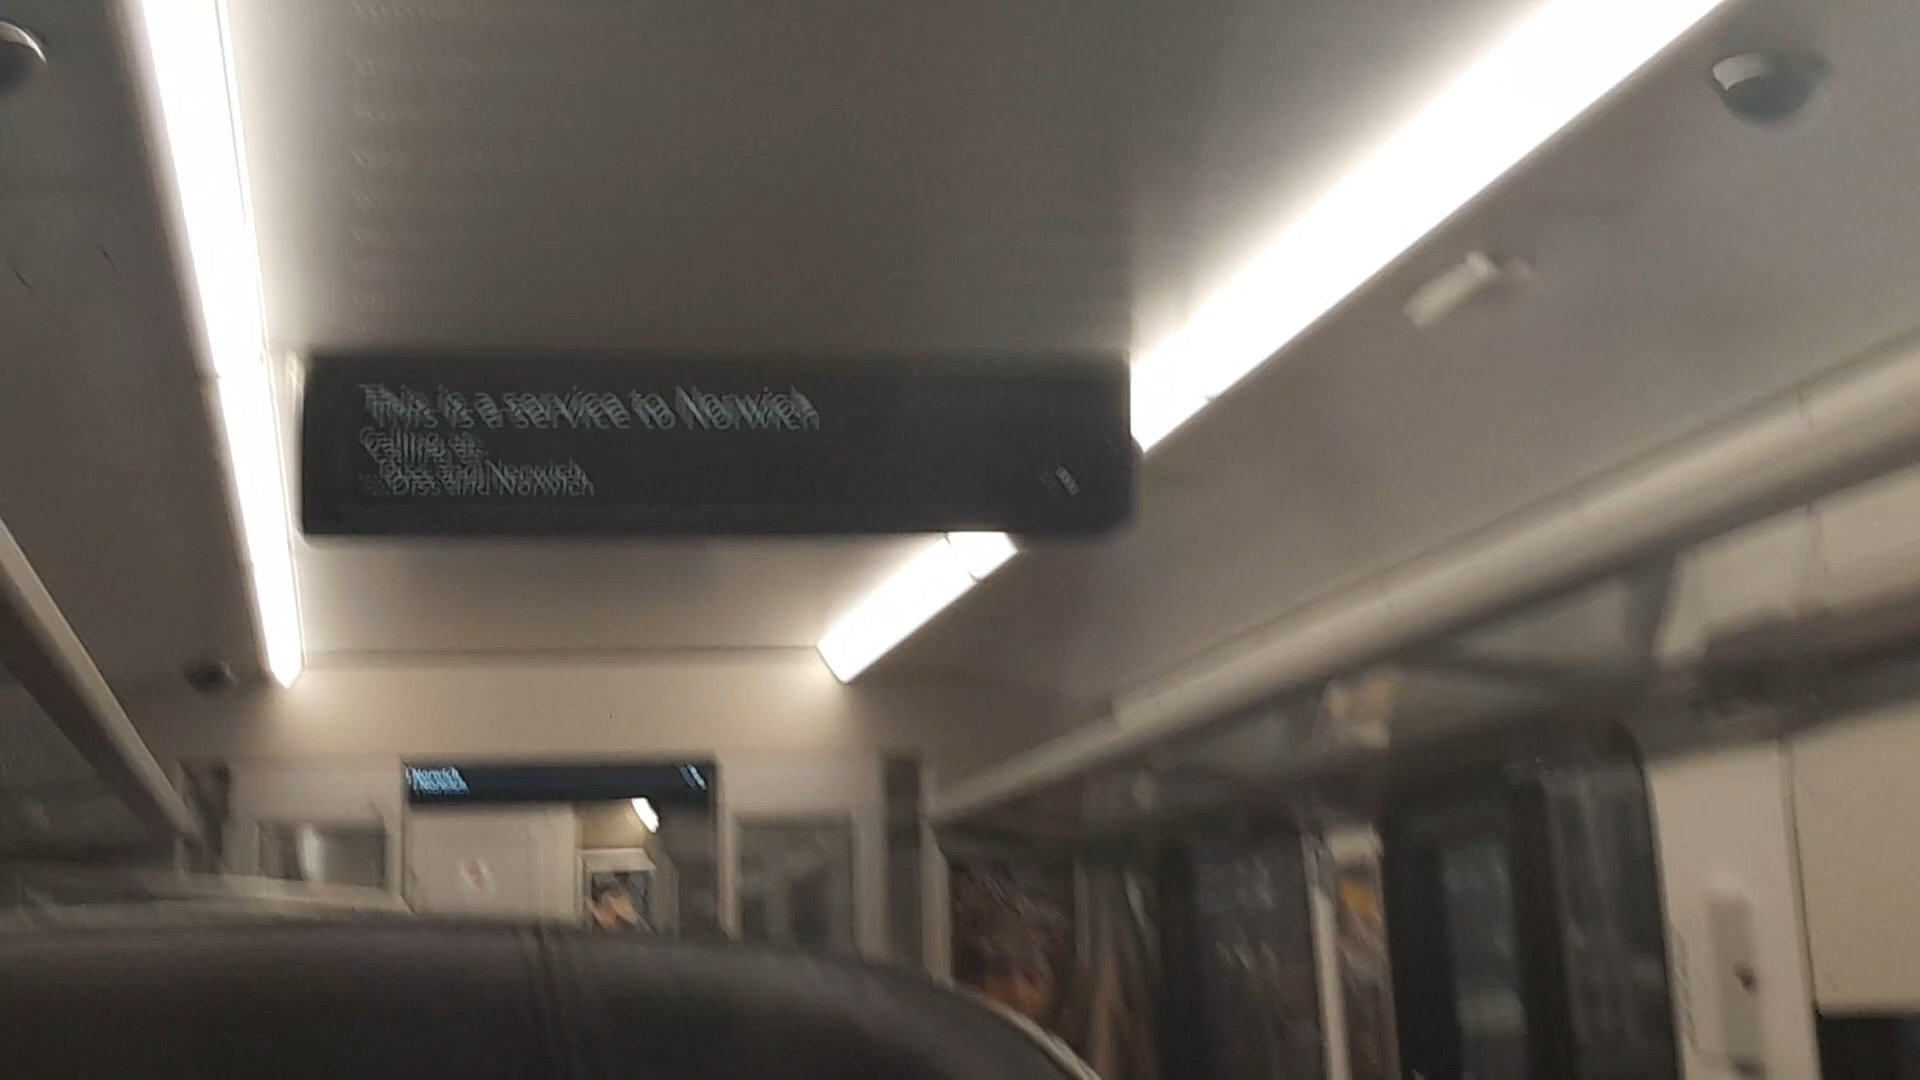 This is a service to Norwich
Calling at:
Diss and Norwich
Norwich